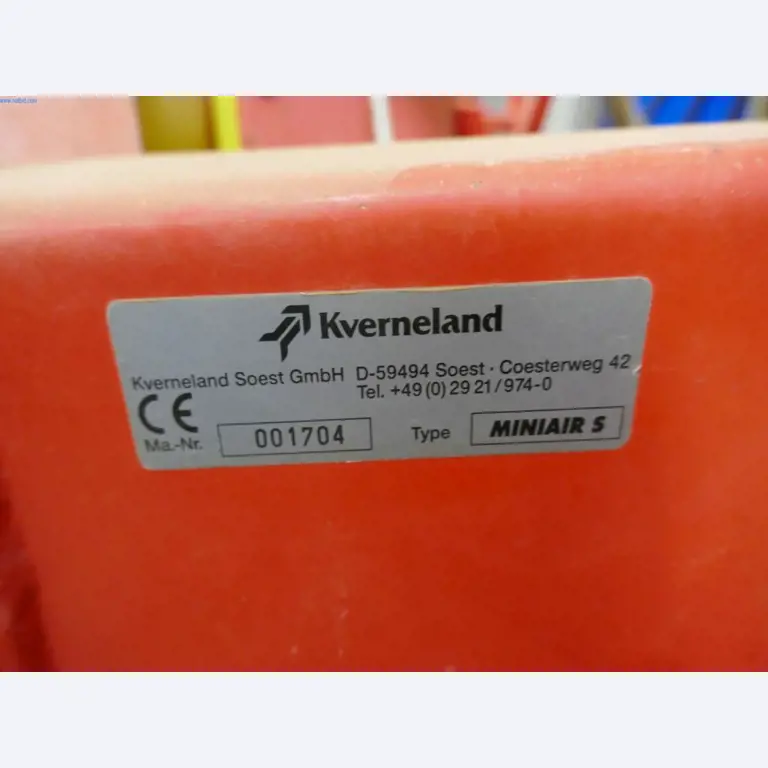 Kverneland
Kverneland Soest GmbH D-59494 Soest · Coesterweg 42
Tel. +49 (0) 29 21/974-0
CE
Ma.-Nr. 001704 Type MINIAIR S